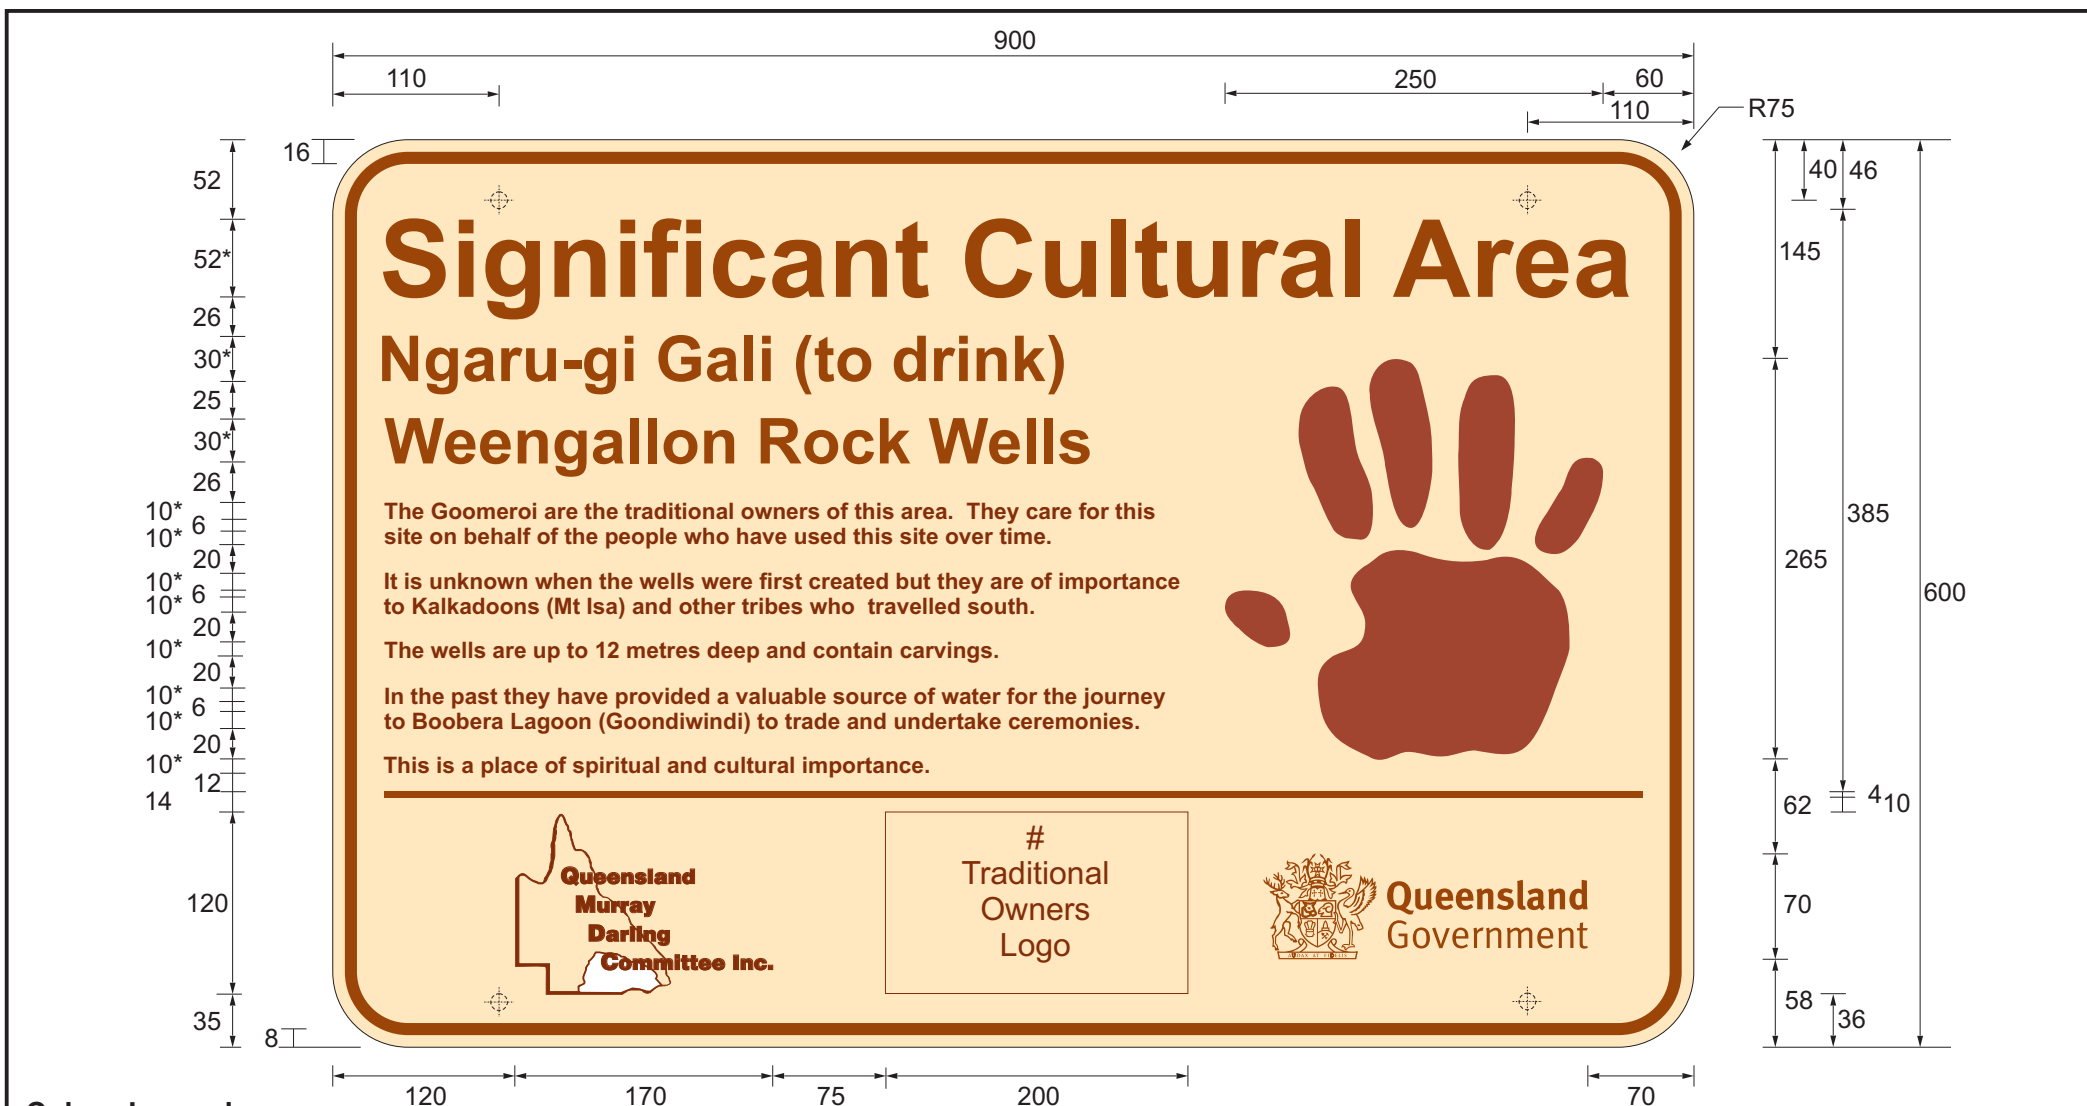 900
110
250
60
110
R75
16
52
52*
26
30*
25
30*
26
10*
6
10*
20
10*
6
10*
20
10*
20
10*
6
10*
20
10*
12
14
120
35
8
40
46
145
385
265
600
62
4
10
70
58
36
Significant Cultural Area
Ngaru-gi Gali (to drink)
Weengallon Rock Wells
The Goomeroi are the traditional owners of this area.  They care for this
site on behalf of the people who have used this site over time.
It is unknown when the wells were first created but they are of importance
to Kalkadoons (Mt Isa) and other tribes who  travelled south.
The wells are up to 12 metres deep and contain carvings.
In the past they have provided a valuable source of water for the journey
to Boobera Lagoon (Goondiwindi) to trade and undertake ceremonies.
This is a place of spiritual and cultural importance.
Queensland
Murray
Darling
Committee Inc.
#
Traditional
Owners
Logo
Queensland
Government
AUDAX AT FIDELIS
120
170
75
200
70